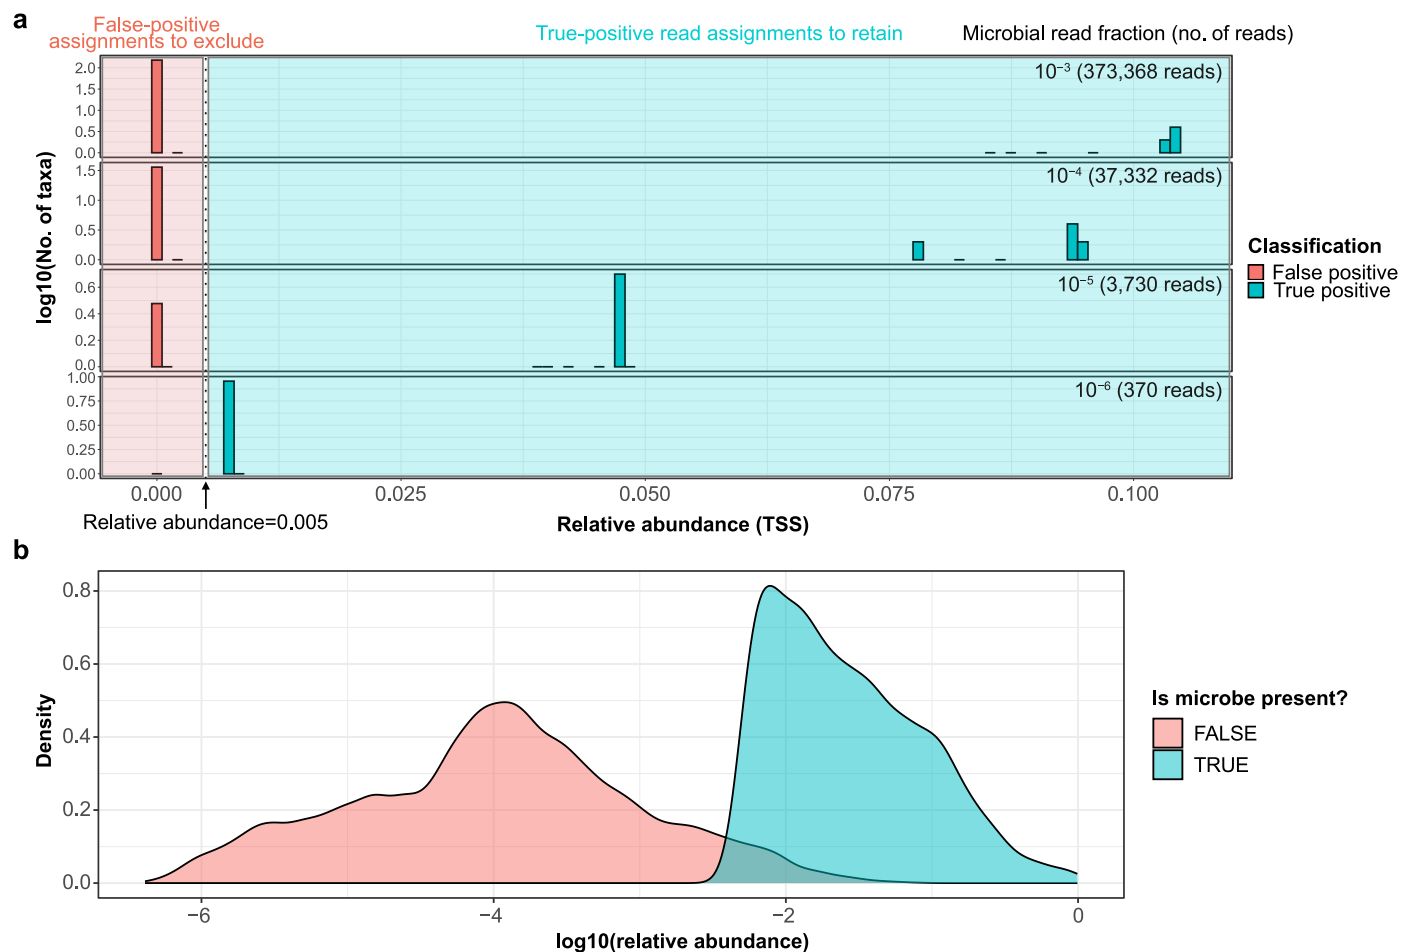 a
False-positive
assignments to exclude
True-positive read assignments to retain
Microbial read fraction (no. of reads)
log10(No. of taxa)
2.0
1.5
1.0
0.5
0.0
10⁻³ (373,368 reads)
1.5
1.0
0.5
0.0
10⁻⁴ (37,332 reads)
0.6
0.4
0.2
0.0
10⁻⁵ (3,730 reads)
1.00
0.75
0.50
0.25
0.00
10⁻⁶ (370 reads)
Classification
False positive
True positive
0.000
0.025
0.050
0.075
0.100
Relative abundance=0.005
Relative abundance (TSS)
b
Density
0.8
0.6
0.4
0.2
0.0
−6
−4
−2
0
log10(relative abundance)
Is microbe present?
FALSE
TRUE